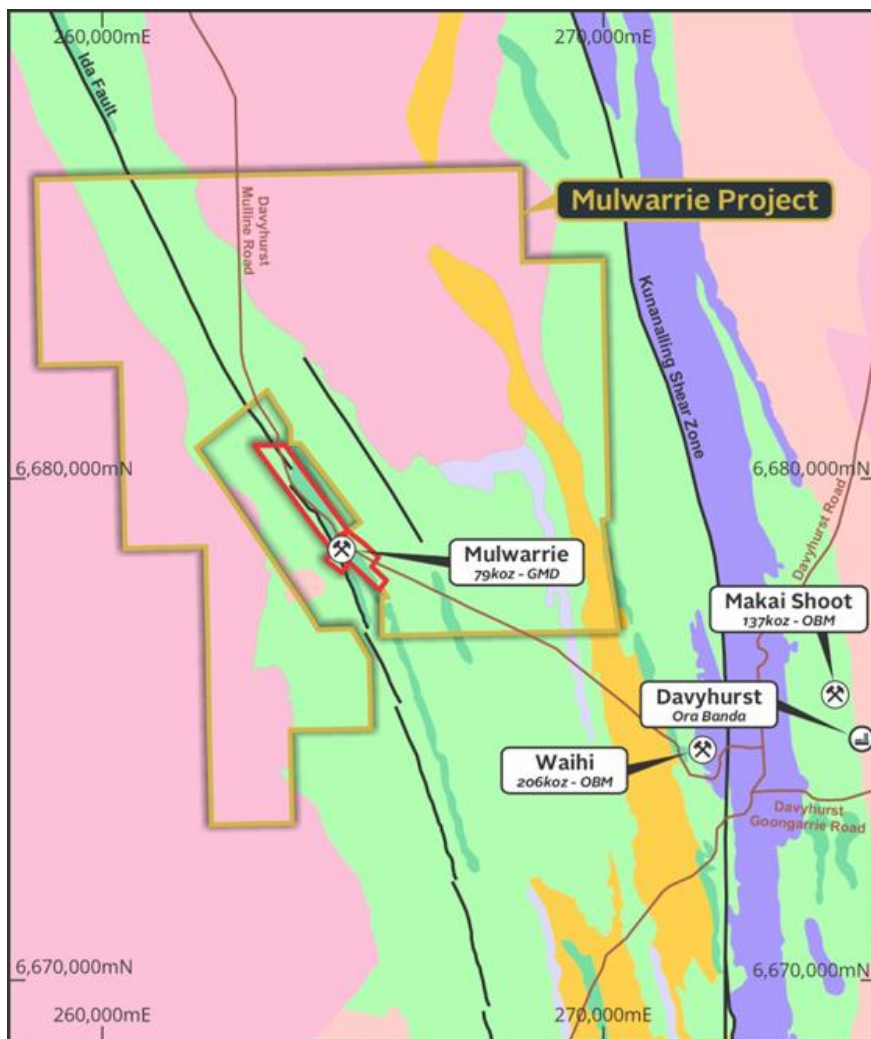 260,000mE
270,000mE
Ida Fault
Davyhurst
Mulline Road
Mulwarrie Project
Kunanalling Shear Zone
6,680,000mN
6,680,000mN
Davyhurst Road
Mulwarrie
79koz - GMD
Makai Shoot
137koz - OBM
Davyhurst
Ora Banda
Waihi
206koz - OBM
Davyhurst
Goongarrie Road
6,670,000mN
6,670,000mN
260,000mE
270,000mE